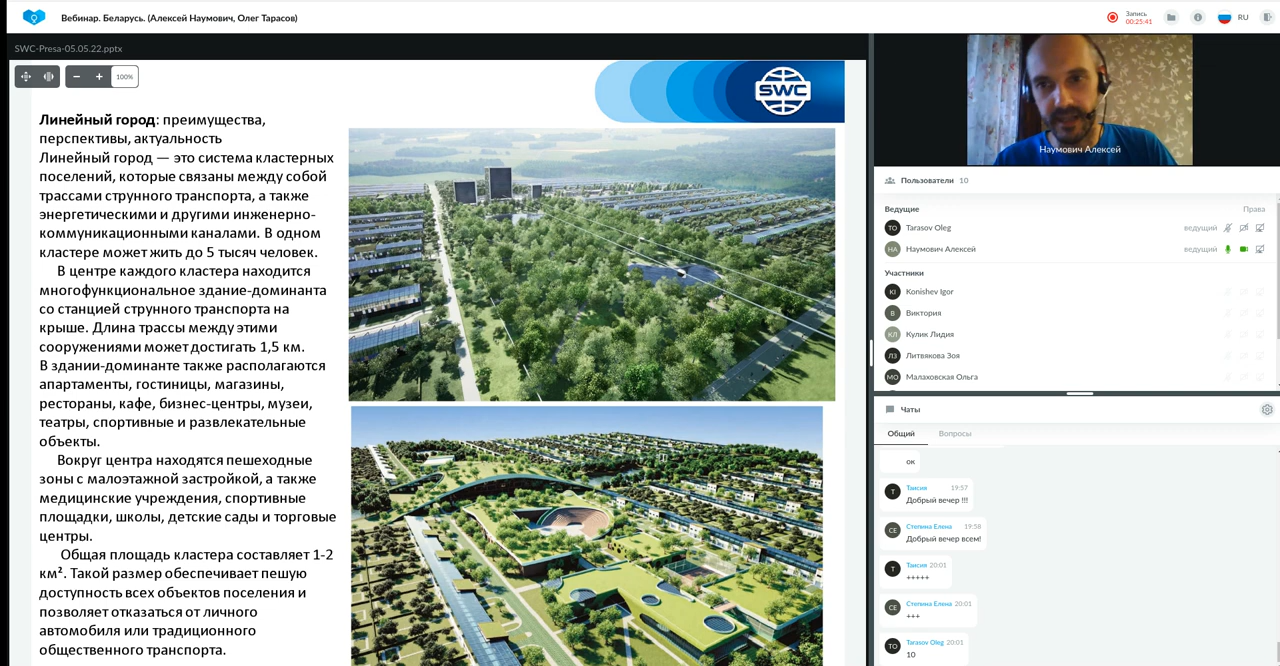 Вебинар. Беларусь. (Алексей Наумович, Олег Тарасов)
Запись
00:25:41
RU
SWC-Presa-05.05.22.pptx
100%
SWC
Линейный город: преимущества,
перспективы, актуальность
Линейный город — это система кластерных
поселений, которые связаны между собой
трассами струнного транспорта, а также
энергетическими и другими инженерно-
коммуникационными каналами. В одном
кластере может жить до 5 тысяч человек.
В центре каждого кластера находится
многофункциональное здание-доминанта
со станцией струнного транспорта на
крыше. Длина трассы между этими
сооружениями может достигать 1,5 км.
В здании-доминанте также располагаются
апартаменты, гостиницы, магазины,
рестораны, кафе, бизнес-центры, музеи,
театры, спортивные и развлекательные
объекты.
Вокруг центра находятся пешеходные
зоны с малоэтажной застройкой, а также
медицинские учреждения, спортивные
площадки, школы, детские сады и торговые
центры.
Общая площадь кластера составляет 1-2
км². Такой размер обеспечивает пешую
доступность всех объектов поселения и
позволяет отказаться от личного
автомобиля или традиционного
общественного транспорта.
Наумович Алексей
Пользователи 10
Ведущие Права
TO Tarasov Oleg ведущий
НА Наумович Алексей ведущий
Участники
KI Konishev Igor
В Виктория
КЛ Кулик Лидия
ЛЗ Литвякова Зоя
МО Малаховская Ольга
Чаты
Общий Вопросы
ок
Т Таисия 19:57
Добрый вечер !!!
СЕ Степина Елена 19:58
Добрый вечер всем!
Т Таисия 20:01
+++++
СЕ Степина Елена 20:01
+++
TO Tarasov Oleg 20:01
10